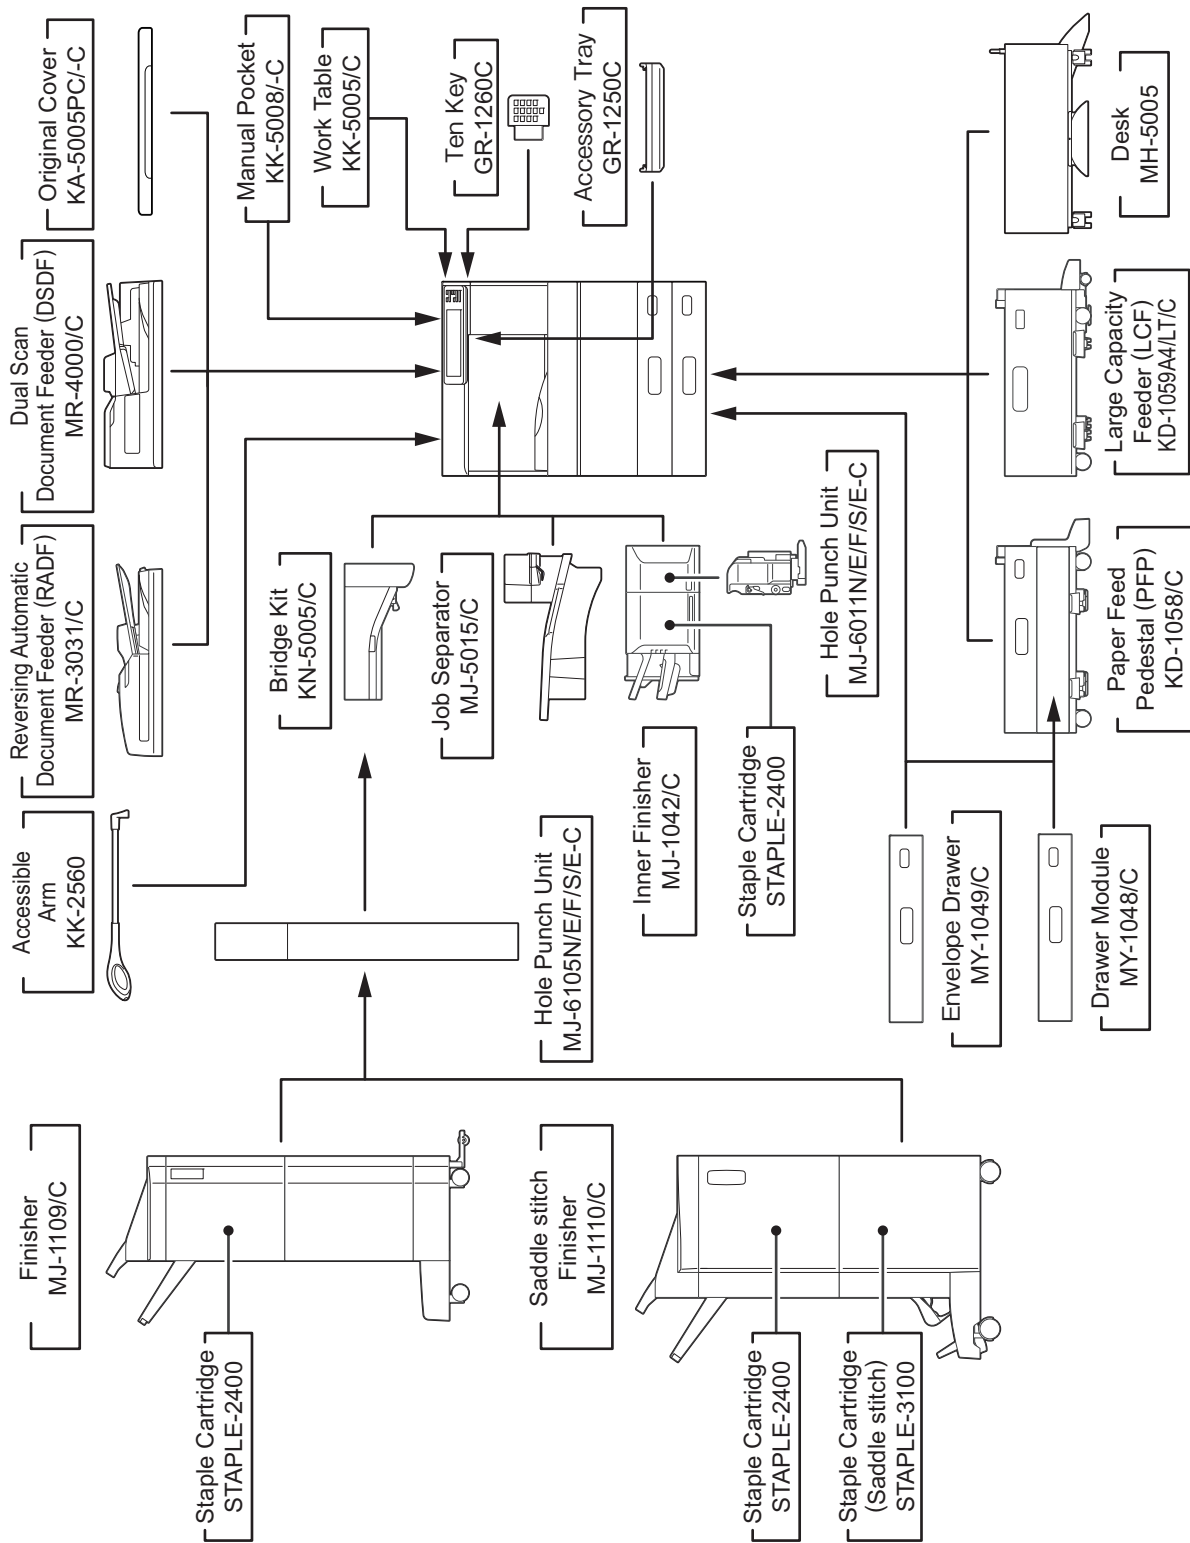 Finisher
MJ-1109/C
Staple Cartridge
STAPLE-2400
Saddle stitch
Finisher
MJ-1110/C
Staple Cartridge
STAPLE-2400
Staple Cartridge
(Saddle stitch)
STAPLE-3100
Accessible
Arm
KK-2560
Hole Punch Unit
MJ-6105N/E/F/S/E-C
Envelope Drawer
MY-1049/C
Drawer Module
MY-1048/C
Reversing Automatic
Document Feeder (RADF)
MR-3031/C
Bridge Kit
KN-5005/C
Job Separator
MJ-5015/C
Inner Finisher
MJ-1042/C
Staple Cartridge
STAPLE-2400
Hole Punch Unit
MJ-6011N/E/F/S/E-C
Paper Feed
Pedestal (PFP)
KD-1058/C
Dual Scan
Document Feeder (DSDF)
MR-4000/C
Large Capacity
Feeder (LCF)
KD-1059A4/LT/C
Original Cover
KA-5005PC/-C
Manual Pocket
KK-5008/-C
Work Table
KK-5005/C
Ten Key
GR-1260C
Accessory Tray
GR-1250C
Desk
MH-5005